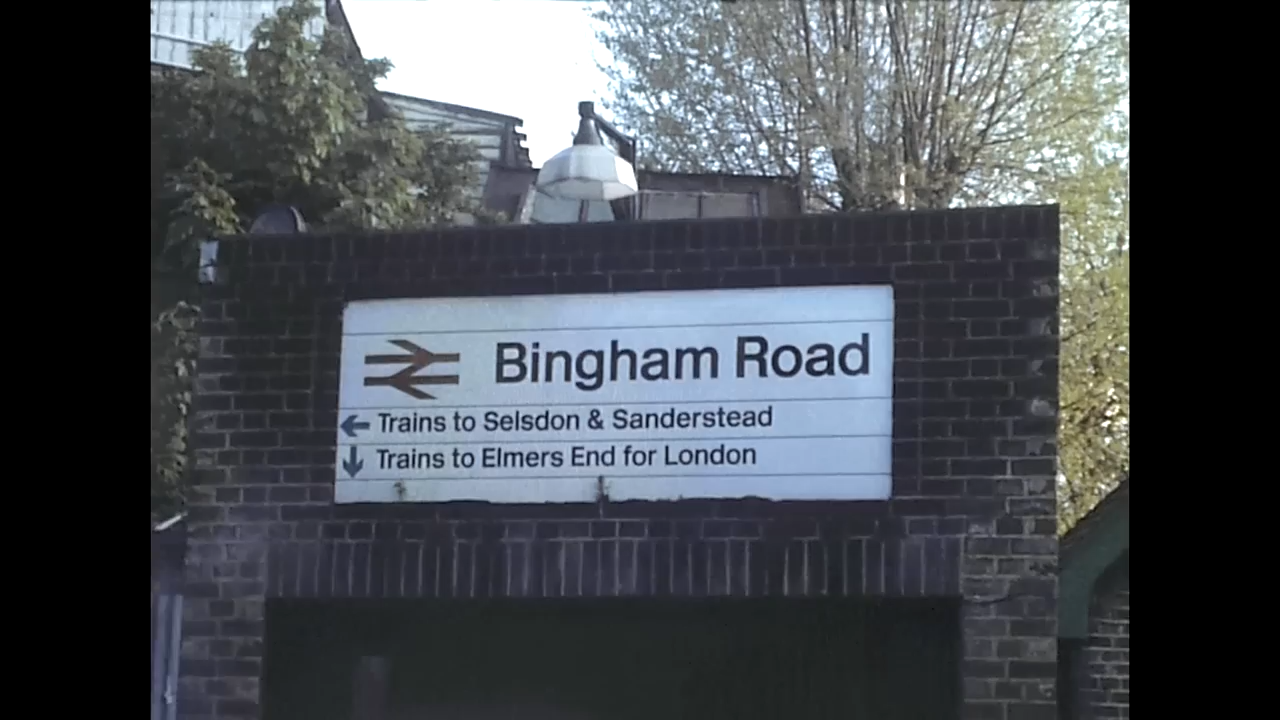 Bingham Road
← Trains to Selsdon & Sanderstead
↓ Trains to Elmers End for London